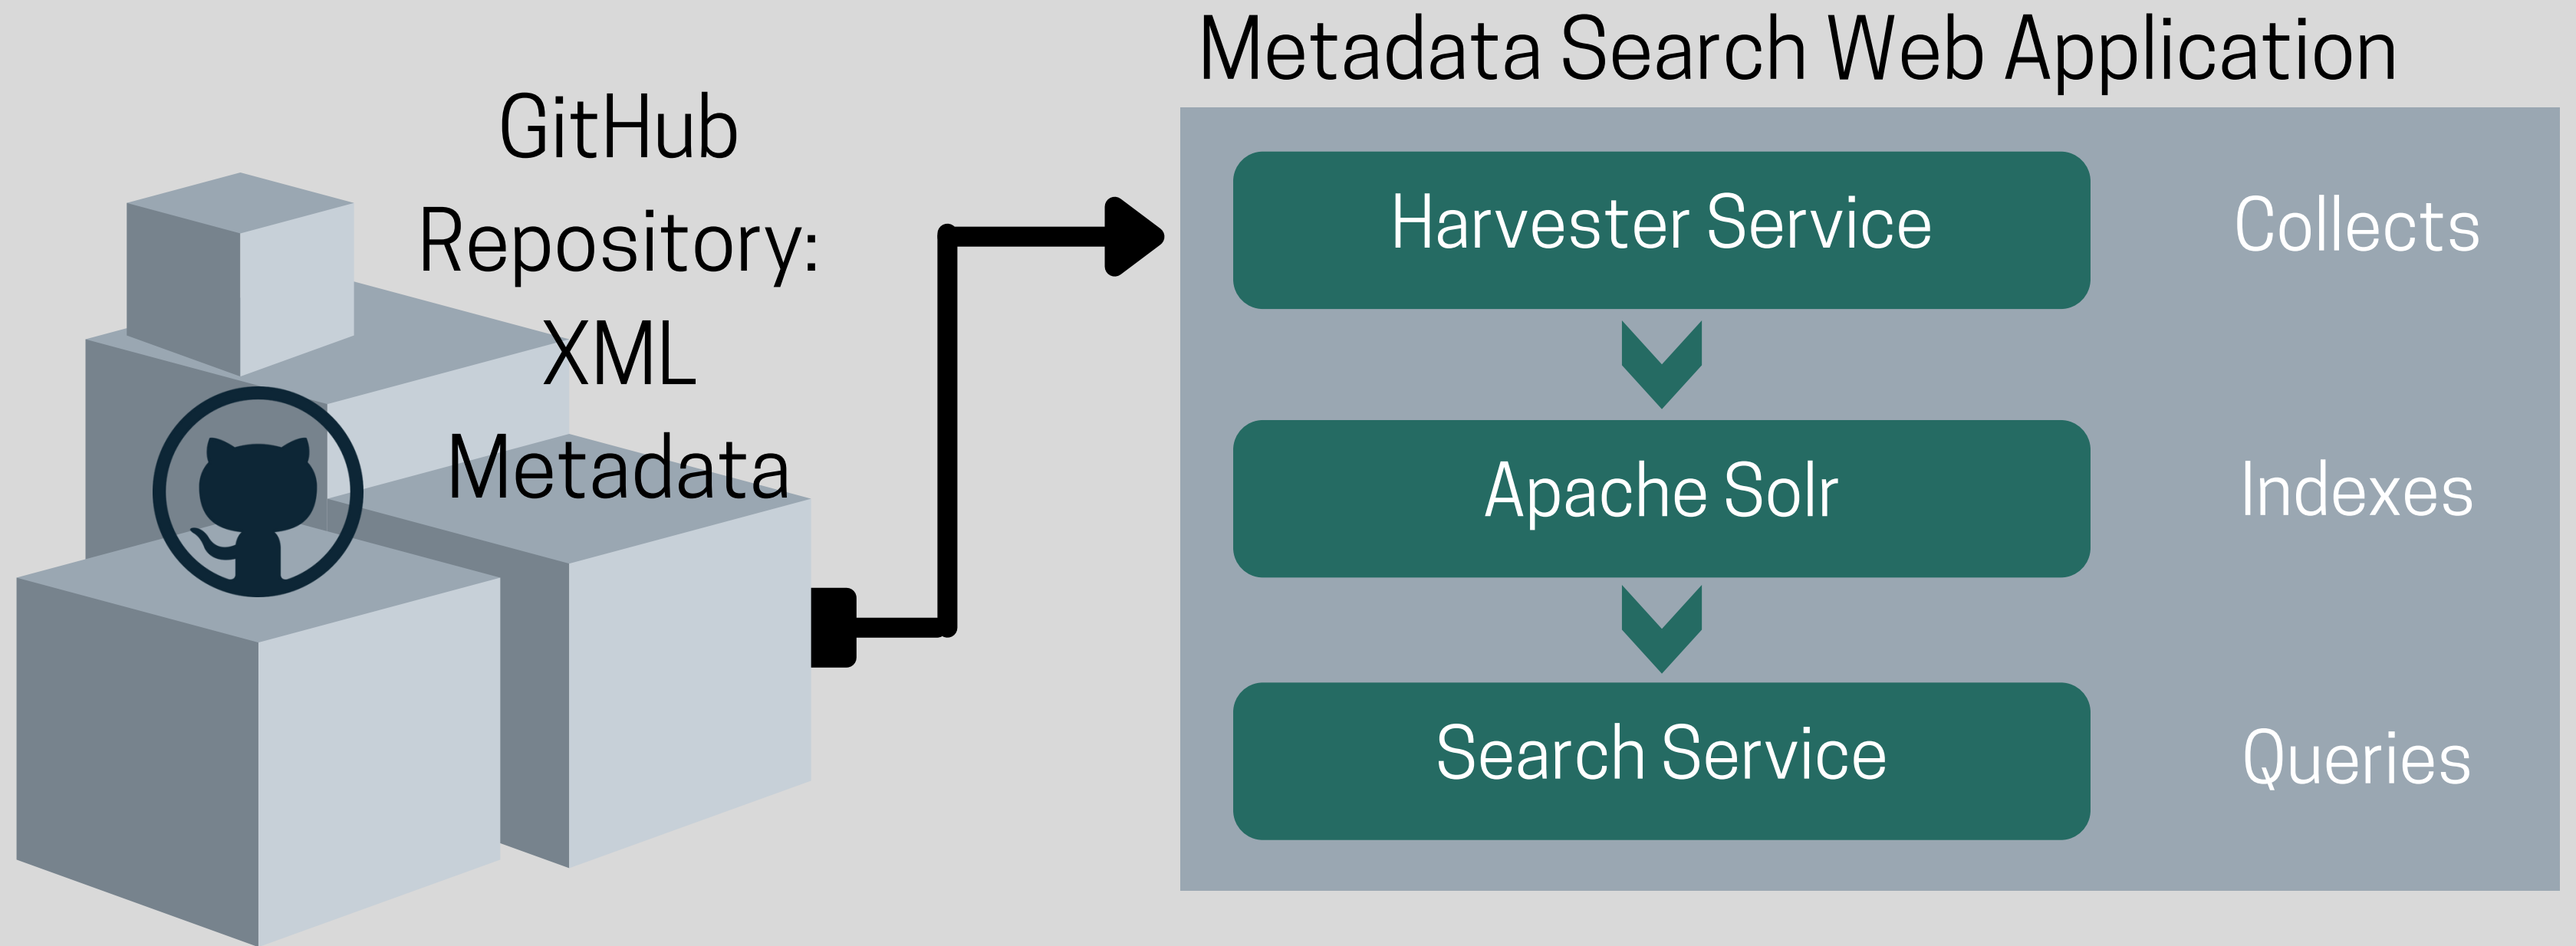 Metadata Search Web Application
GitHub
Repository:
XML
Metadata
Harvester Service
Collects
Apache Solr
Indexes
Search Service
Queries